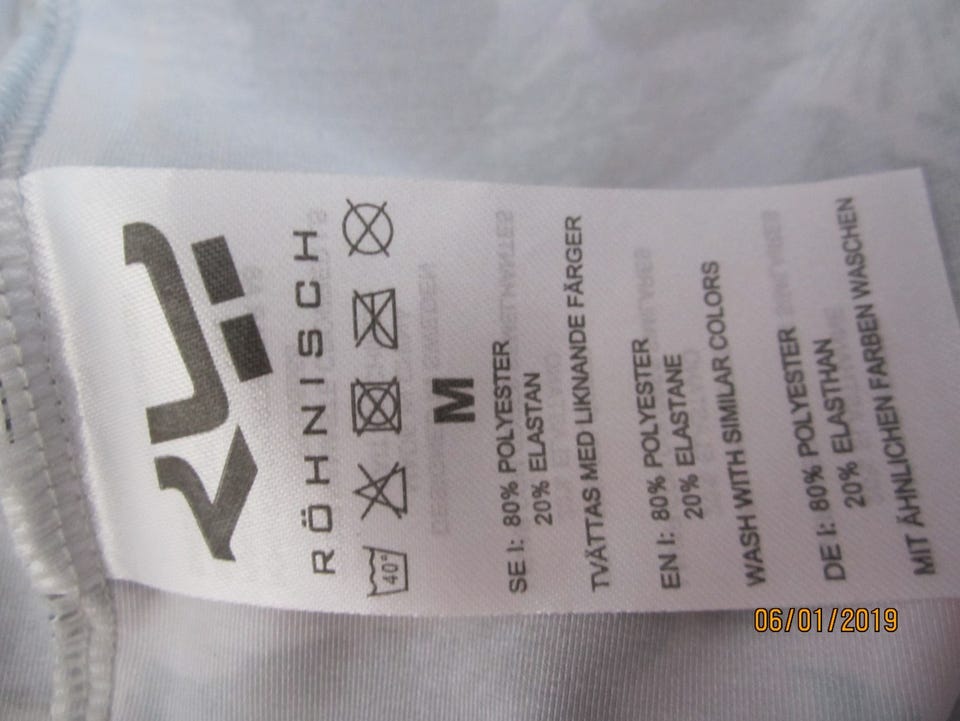 RÖHNISCH
40°
M
SE I: 80% POLYESTER
20% ELASTAN
TVÄTTAS MED LIKNANDE FÄRGER
EN I: 80% POLYESTER
20% ELASTANE
WASH WITH SIMILAR COLORS
DE I: 80% POLYESTER
20% ELASTHAN
MIT ÄHNLICHEN FARBEN WASCHEN
06/01/2019